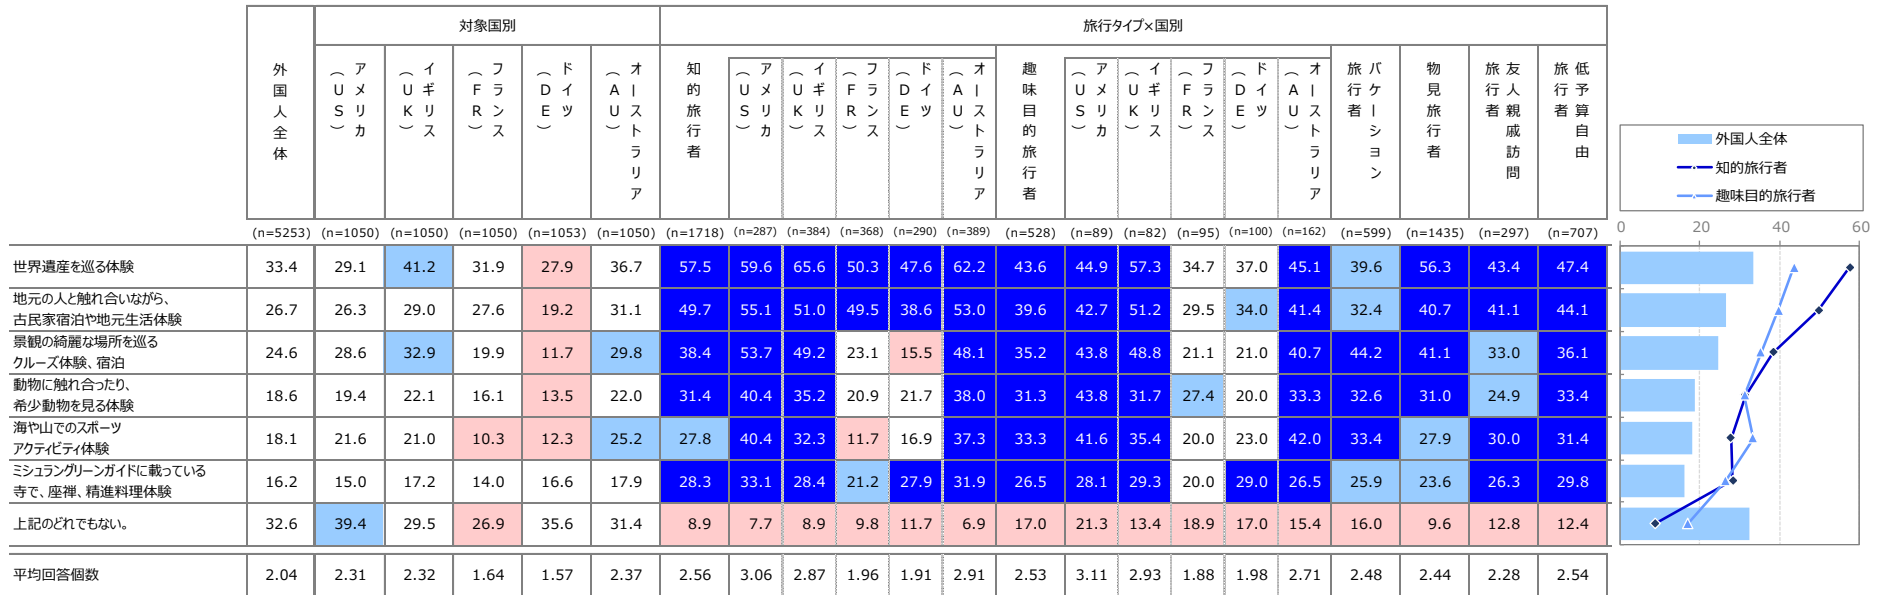 対象国別 旅行タイプ×国別
外国人全体 アメリカ（US） イギリス（UK） フランス（FR） ドイツ（DE） オーストラリア（AU） 知的旅行者 アメリカ（US） イギリス（UK） フランス（FR） ドイツ（DE） オーストラリア（AU） 趣味目的旅行者 アメリカ（US） イギリス（UK） フランス（FR） ドイツ（DE） オーストラリア（AU） バケーション旅行者 物見旅行者 友人親戚訪問旅行者 低予算自由旅行者
外国人全体
知的旅行者
趣味目的旅行者
(n=5253) (n=1050) (n=1050) (n=1050) (n=1053) (n=1050) (n=1718) (n=287) (n=384) (n=368) (n=290) (n=389) (n=528) (n=89) (n=82) (n=95) (n=100) (n=162) (n=599) (n=1435) (n=297) (n=707)
0 20 40 60
世界遺産を巡る体験 33.4 29.1 41.2 31.9 27.9 36.7 57.5 59.6 65.6 50.3 47.6 62.2 43.6 44.9 57.3 34.7 37.0 45.1 39.6 56.3 43.4 47.4
地元の人と触れ合いながら、
古民家宿泊や地元生活体験 26.7 26.3 29.0 27.6 19.2 31.1 49.7 55.1 51.0 49.5 38.6 53.0 39.6 42.7 51.2 29.5 34.0 41.4 32.4 40.7 41.1 44.1
景観の綺麗な場所を巡る
クルーズ体験、宿泊 24.6 28.6 32.9 19.9 11.7 29.8 38.4 53.7 49.2 23.1 15.5 48.1 35.2 43.8 48.8 21.1 21.0 40.7 44.2 41.1 33.0 36.1
動物に触れ合ったり、
希少動物を見る体験 18.6 19.4 22.1 16.1 13.5 22.0 31.4 40.4 35.2 20.9 21.7 38.0 31.3 43.8 31.7 27.4 20.0 33.3 32.6 31.0 24.9 33.4
海や山でのスポーツ
アクティビティ体験 18.1 21.6 21.0 10.3 12.3 25.2 27.8 40.4 32.3 11.7 16.9 37.3 33.3 41.6 35.4 20.0 23.0 42.0 33.4 27.9 30.0 31.4
ミシュラングリーンガイドに載っている
寺で、座禅、精進料理体験 16.2 15.0 17.2 14.0 16.6 17.9 28.3 33.1 28.4 21.2 27.9 31.9 26.5 28.1 29.3 20.0 29.0 26.5 25.9 23.6 26.3 29.8
上記のどれでもない。 32.6 39.4 29.5 26.9 35.6 31.4 8.9 7.7 8.9 9.8 11.7 6.9 17.0 21.3 13.4 18.9 17.0 15.4 16.0 9.6 12.8 12.4
平均回答個数 2.04 2.31 2.32 1.64 1.57 2.37 2.56 3.06 2.87 1.96 1.91 2.91 2.53 3.11 2.93 1.88 1.98 2.71 2.48 2.44 2.28 2.54